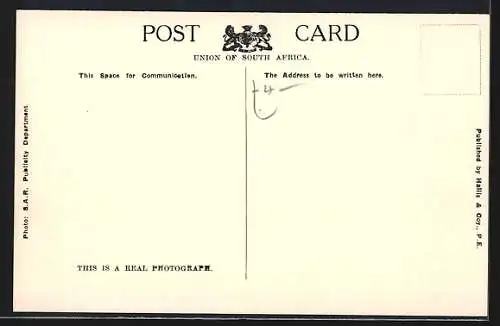 POST CARD
UNION OF SOUTH AFRICA.
This Space for Communication.
The Address to be written here.
Photo: S.A.R. Publicity Department.
Published by Hallis & Coy., P.E.
THIS IS A REAL PHOTOGRAPH.